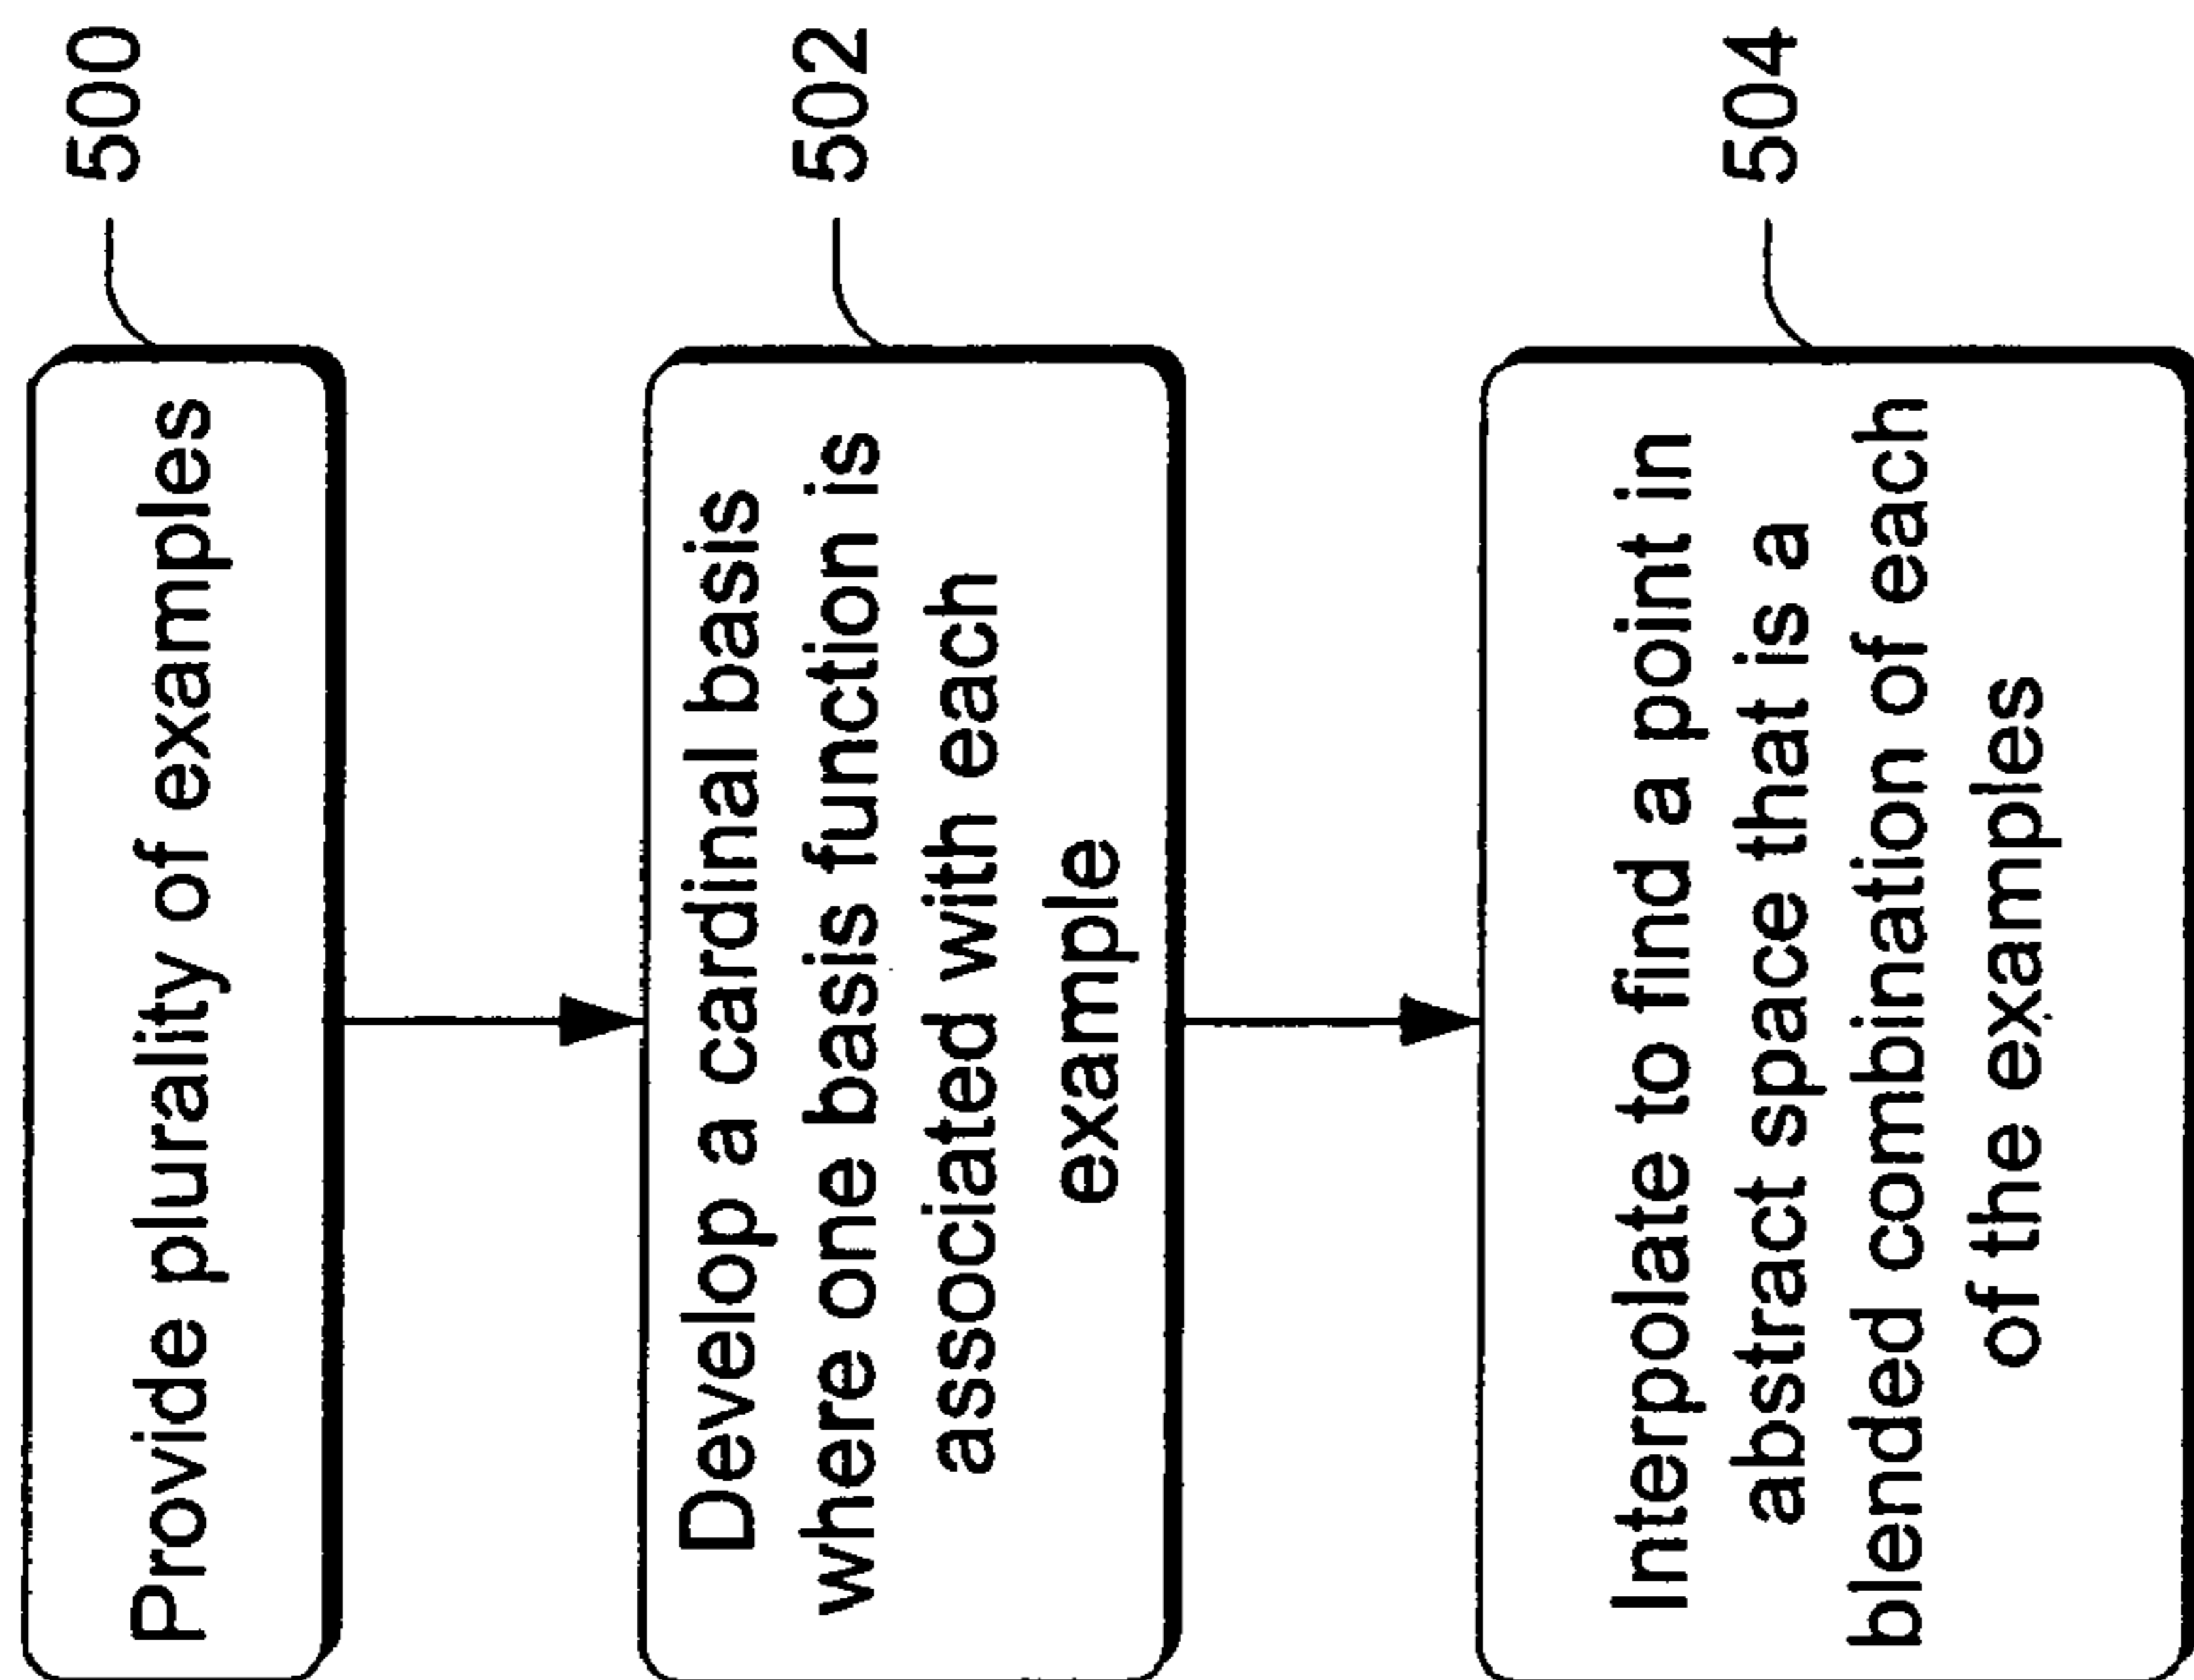 Provide plurality of examples
500
Develop a cardinal basis
where one basis function is
associated with each
example
502
Interpolate to find a point in
abstract space that is a
blended combination of each
of the examples
504